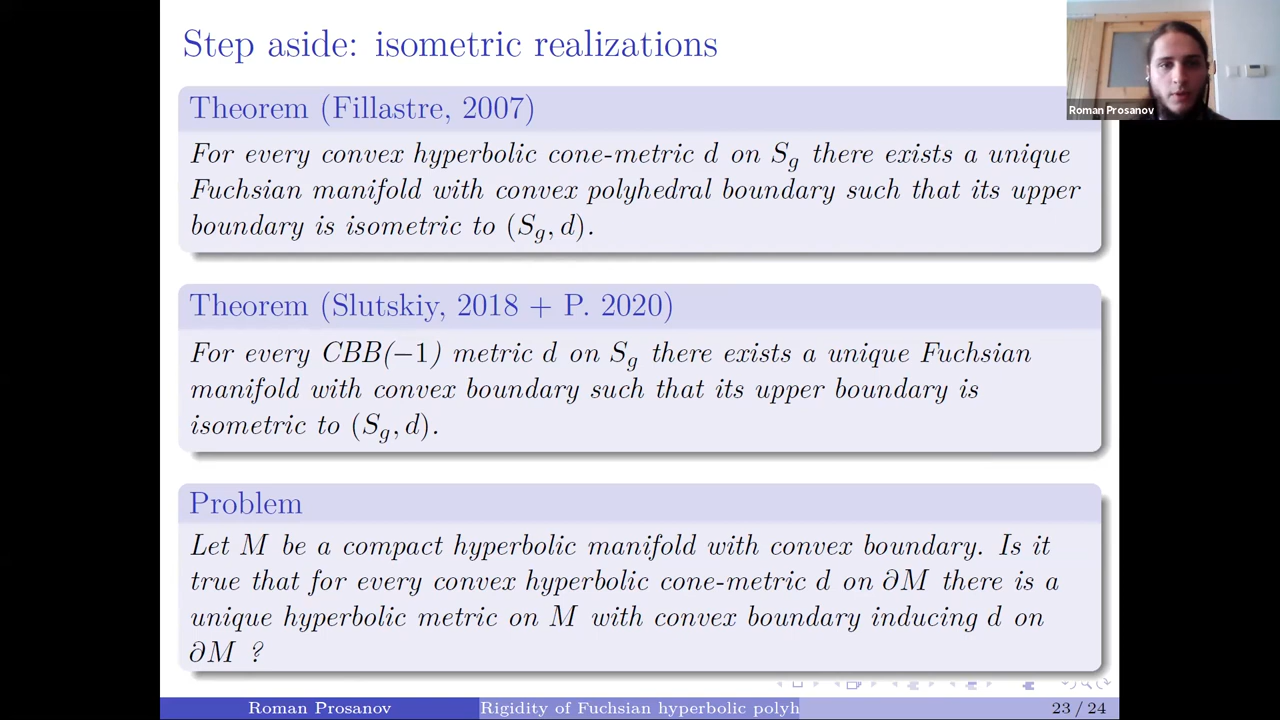 Step aside: isometric realizations
Roman Prosanov
Theorem (Fillastre, 2007)
For every convex hyperbolic cone-metric d on S_g there exists a unique
Fuchsian manifold with convex polyhedral boundary such that its upper
boundary is isometric to (S_g, d).
Theorem (Slutskiy, 2018 + P. 2020)
For every CBB(−1) metric d on S_g there exists a unique Fuchsian
manifold with convex boundary such that its upper boundary is
isometric to (S_g, d).
Problem
Let M be a compact hyperbolic manifold with convex boundary. Is it
true that for every convex hyperbolic cone-metric d on ∂M there is a
unique hyperbolic metric on M with convex boundary inducing d on
∂M ?
Roman Prosanov
Rigidity of Fuchsian hyperbolic polyh
23 / 24